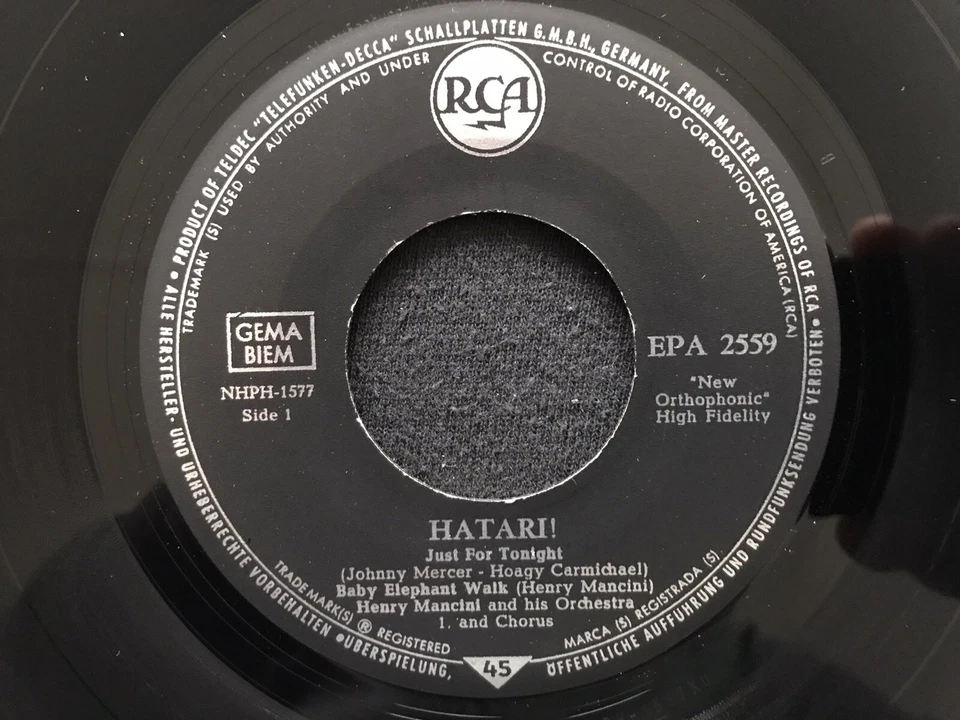 • PRODUCT OF TELDEC "TELEFUNKEN-DECCA" SCHALLPLATTEN G.M.B.H., GERMANY, FROM MASTER RECORDINGS OF RCA •
TRADEMARK (S) USED BY AUTHORITY AND UNDER CONTROL OF RADIO CORPORATION OF AMERICA (RCA)
RCA
GEMA
BIEM
NHPH-1577
Side 1
EPA 2559
"New
Orthophonic"
High Fidelity
HATARI!
Just For Tonight
(Johnny Mercer - Hoagy Carmichael)
Baby Elephant Walk (Henry Mancini)
Henry Mancini and his Orchestra
1. and Chorus
TRADEMARK(S) ® REGISTERED
MARCA (S) REGISTRADA (S).
ALLE HERSTELLER- UND URHEBERRECHTE VORBEHALTEN • ÜBERSPIELUNG,
45
ÖFFENTLICHE AUFFÜHRUNG UND RUNDFUNKSENDUNG VERBOTEN